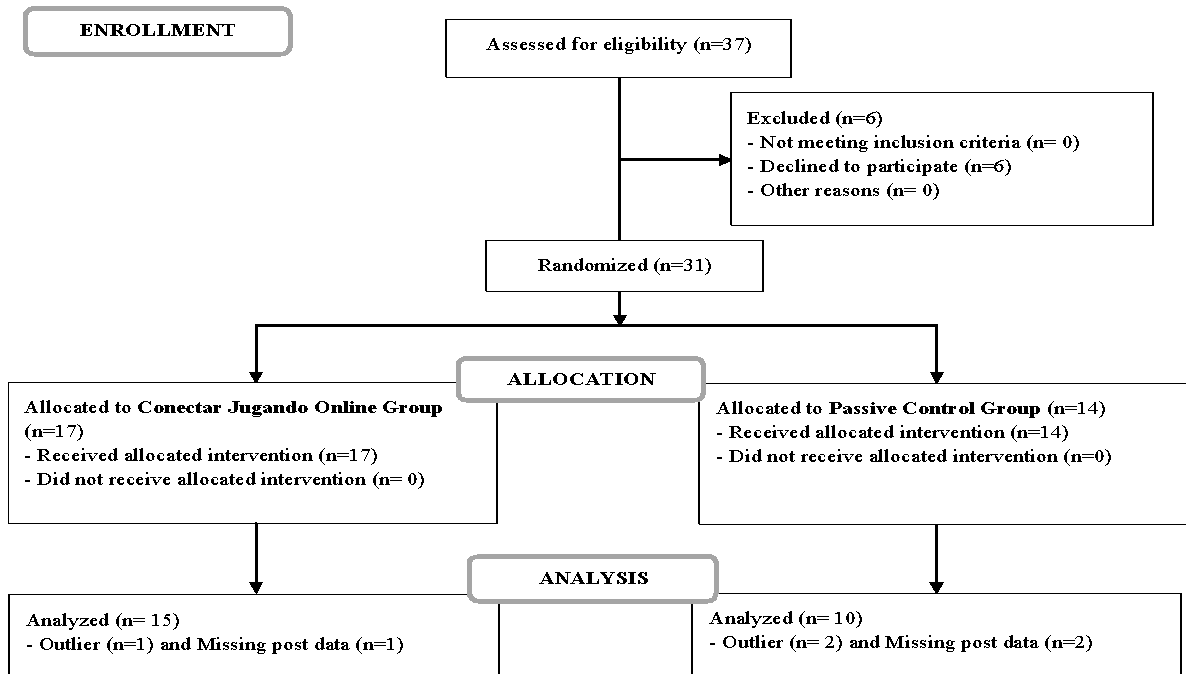 ENROLLMENT
Assessed for eligibility (n=37)
Excluded (n=6)
- Not meeting inclusion criteria (n= 0)
- Declined to participate (n=6)
- Other reasons (n= 0)
Randomized (n=31)
ALLOCATION
Allocated to Conectar Jugando Online Group
(n=17)
- Received allocated intervention (n=17)
- Did not receive allocated intervention (n= 0)
Allocated to Passive Control Group (n=14)
- Received allocated intervention (n=14)
- Did not receive allocated intervention (n=0)
ANALYSIS
Analyzed (n= 15)
- Outlier (n=1) and Missing post data (n=1)
Analyzed (n= 10)
- Outlier (n= 2) and Missing post data (n=2)